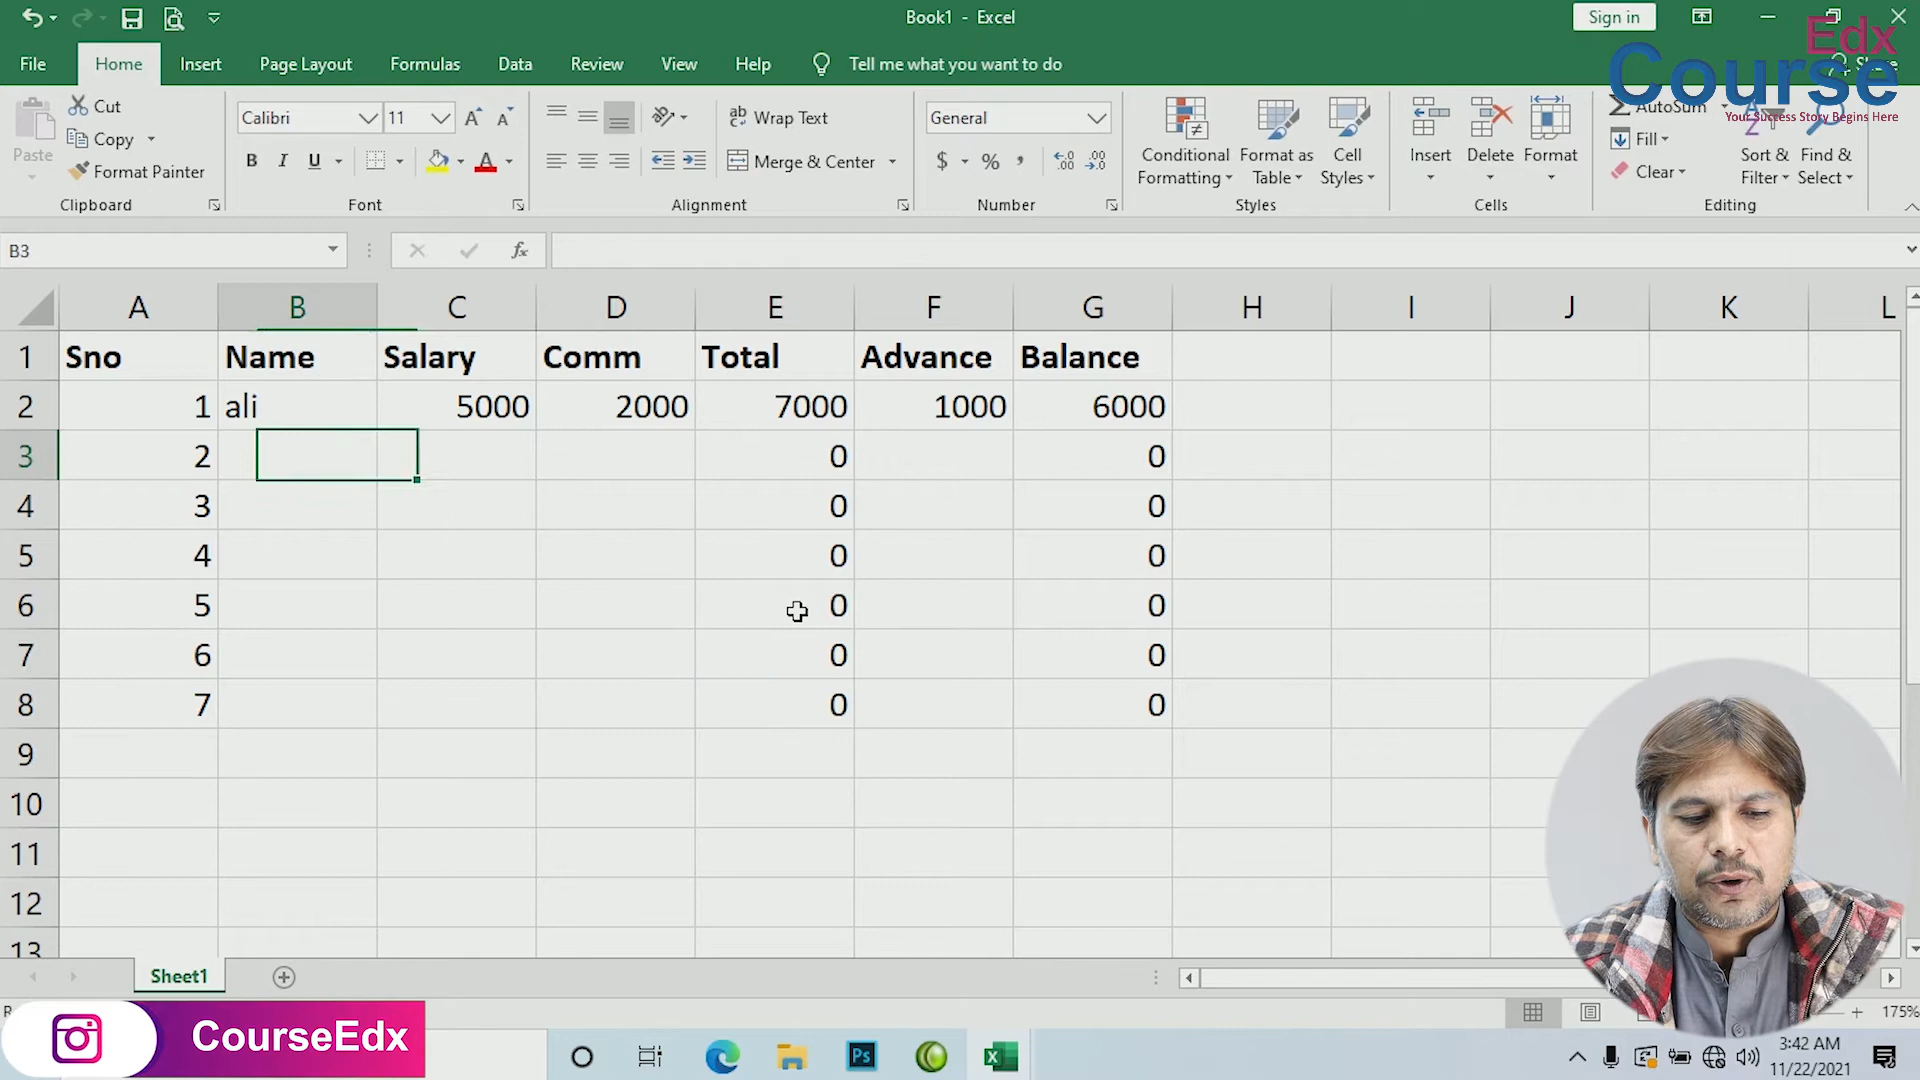 Book1 - Excel
Sign in
Edx
Course
Your Success Story Begins Here
File Home Insert Page Layout Formulas Data Review View Help Tell me what you want to do
Paste
Cut
Copy
Format Painter
Clipboard
Calibri 11
B I U A
Font
Wrap Text
Merge & Center
Alignment
General
$ % ,
Number
Conditional Formatting
Format as Table
Cell Styles
Styles
Insert Delete Format
Cells
AutoSum
Fill
Clear
Sort & Filter
Find & Select
Editing
B3
fx
A B C D E F G H I J K L
1 Sno Name Salary Comm Total Advance Balance
2 1 ali 5000 2000 7000 1000 6000
3 2 0 0
4 3 0 0
5 4 0 0
6 5 0 0
7 6 0 0
8 7 0 0
9
10
11
12
13
Sheet1
175%
CourseEdx
Ps
3:42 AM
11/22/2021